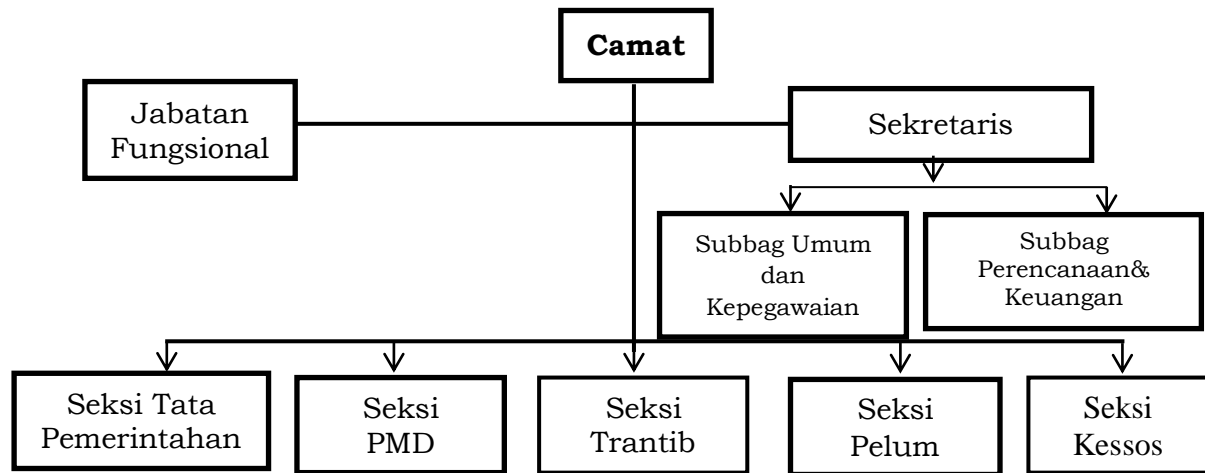 Camat
Jabatan
Fungsional
Sekretaris
Subbag Umum
dan
Kepegawaian
Subbag
Perencanaan&
Keuangan
Seksi Tata
Pemerintahan
Seksi
PMD
Seksi
Trantib
Seksi
Pelum
Seksi
Kessos